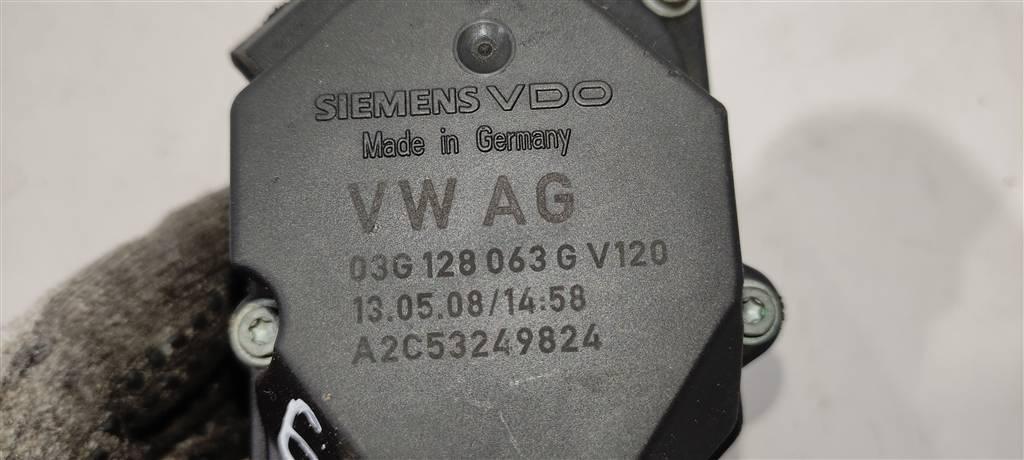 SIEMENS VDO
Made in Germany
VW AG
03G 128 063 G V120
13.05.08/14:58
A2C53249824